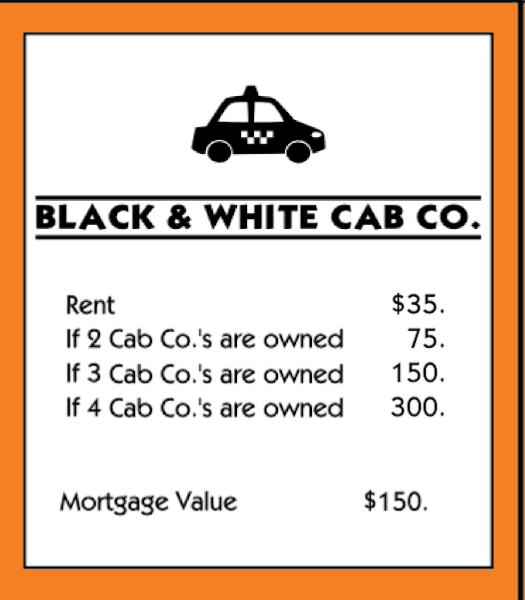 BLACK & WHITE CAB CO.
Rent $35.
If 2 Cab Co.'s are owned 75.
If 3 Cab Co.'s are owned 150.
If 4 Cab Co.'s are owned 300.
Mortgage Value $150.